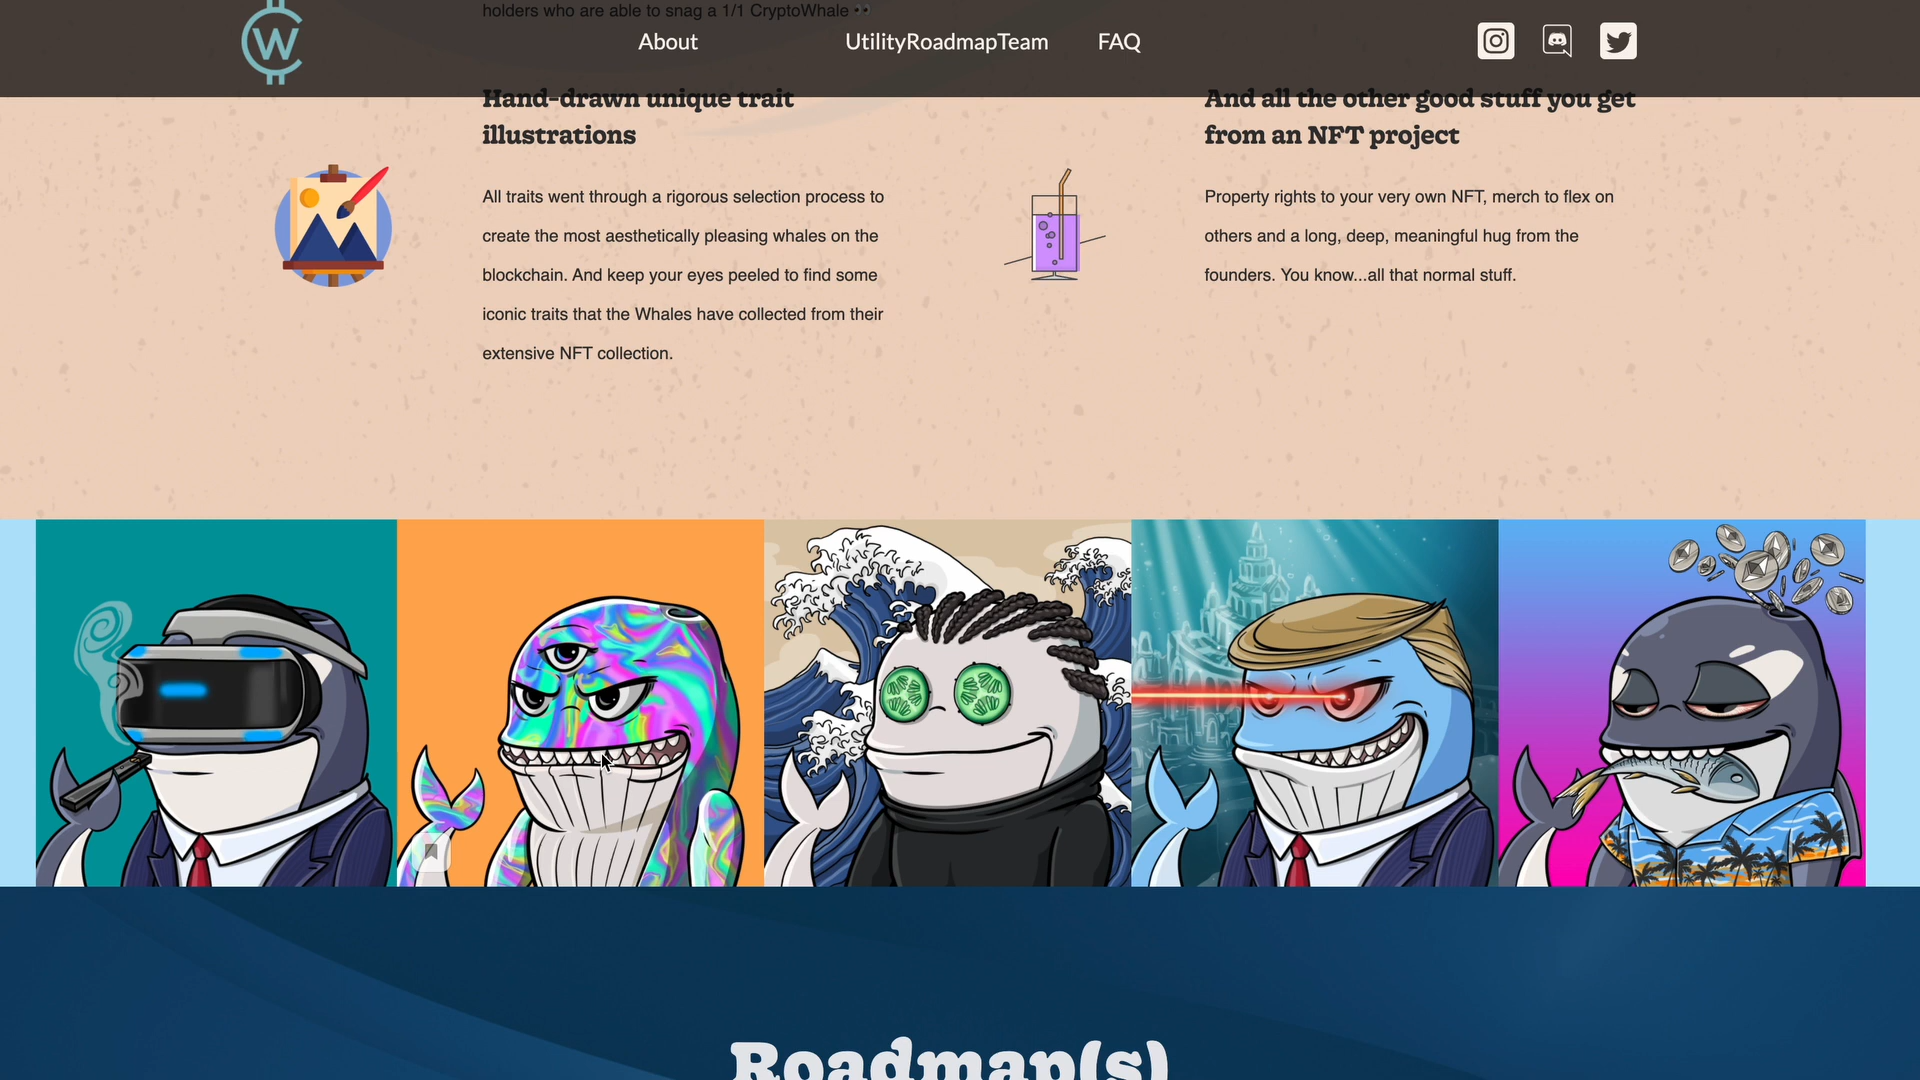 holders who are able to snag a 1/1 CryptoWhale 👀
W
About
UtilityRoadmapTeam
FAQ
Hand-drawn unique trait
illustrations
All traits went through a rigorous selection process to
create the most aesthetically pleasing whales on the
blockchain. And keep your eyes peeled to find some
iconic traits that the Whales have collected from their
extensive NFT collection.
And all the other good stuff you get
from an NFT project
Property rights to your very own NFT, merch to flex on
others and a long, deep, meaningful hug from the
founders. You know...all that normal stuff.
Roadmap(s)